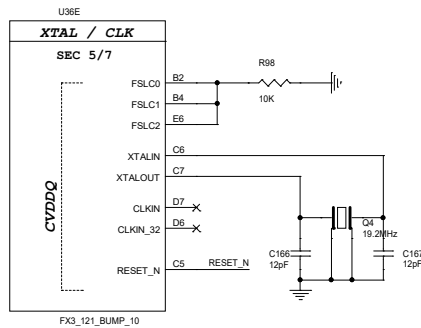 U36E
XTAL / CLK
SEC 5/7
CVDDQ
FSLC0 B2
FSLC1 B4
FSLC2 E6
R98
10K
XTALIN C6
XTALOUT C7
CLKIN D7
CLKIN_32 D6
RESET_N C5 RESET_N
Q4
19.2MHz
C166
12pF
C167
12pF
FX3_121_BUMP_10